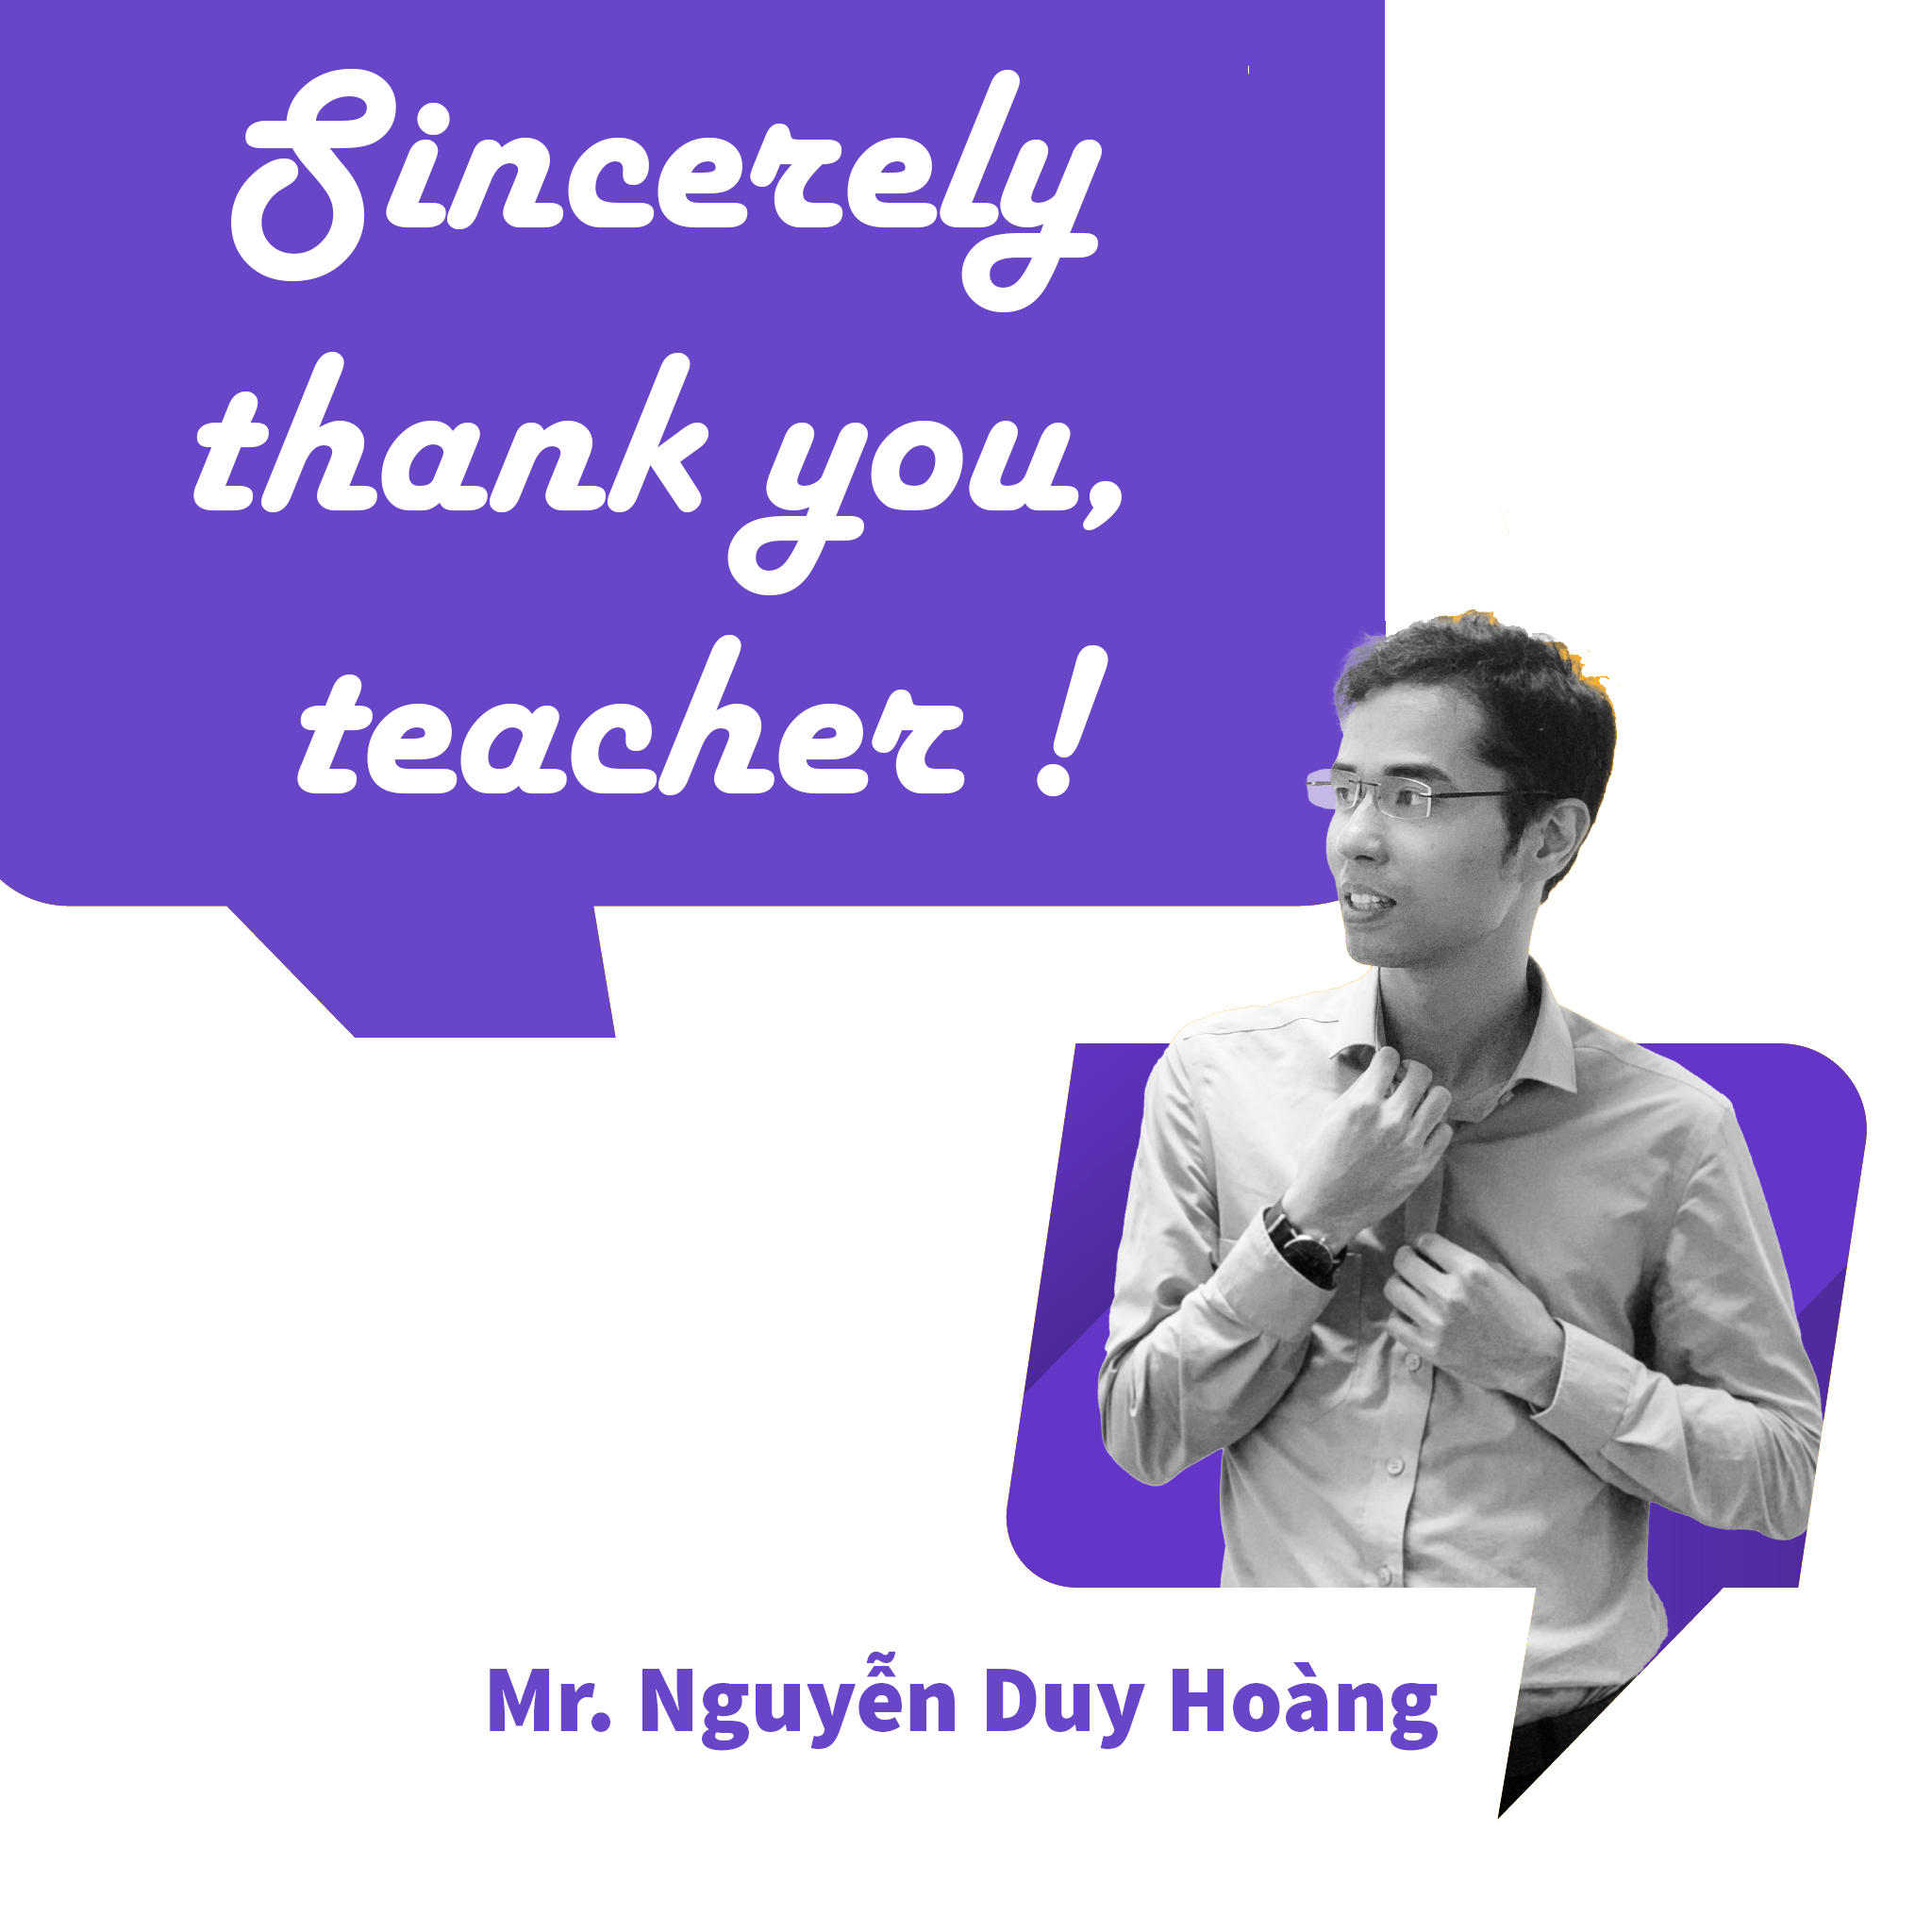 Sincerely
thank you,
teacher !
Mr. Nguyễn Duy Hoàng